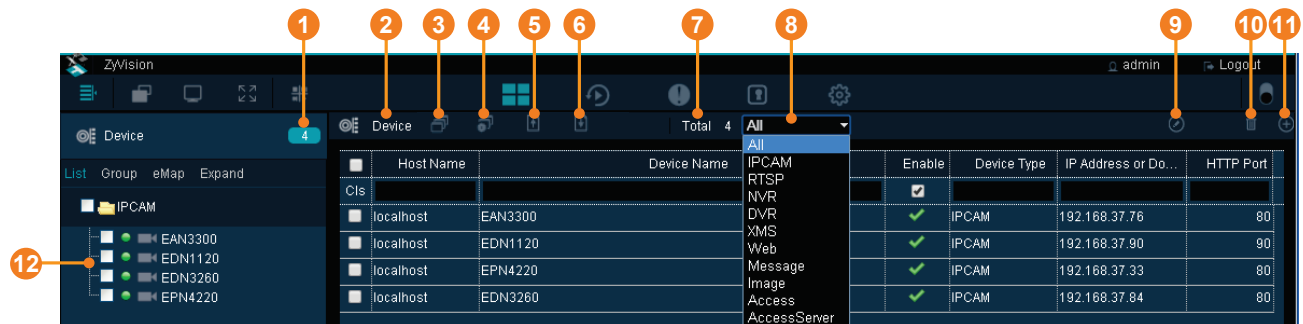 1 2 3 4 5 6 7 8 9 10 11
ZyVision admin Logout
Device 4 Device Total 4 All
All
Host Name Device Name Enable Device Type IP Address or Do... HTTP Port
List Group eMap Expand
IPCAM
RTSP
Cls
NVR
IPCAM
DVR
localhost EAN3300 IPCAM 192.168.37.76 80
XMS
EAN3300
Web
localhost EDN1120 IPCAM 192.168.37.90 90
12 EDN1120
Message
localhost EPN4220 IPCAM 192.168.37.33 80
EDN3260
Image
EPN4220
Access
localhost EDN3260 IPCAM 192.168.37.84 80
AccessServer